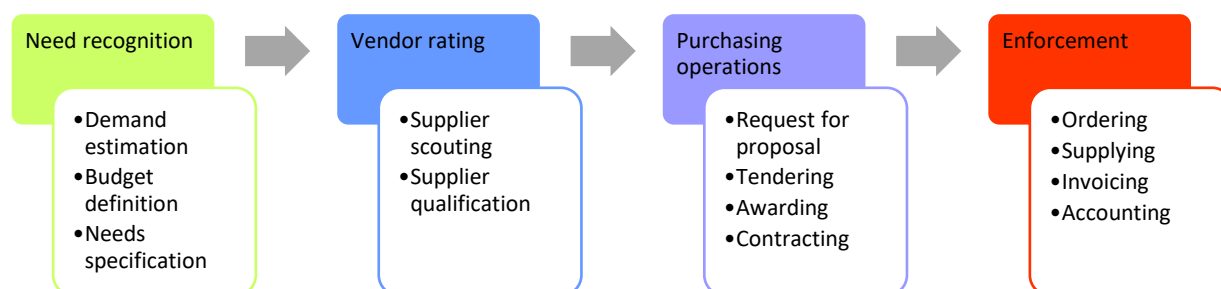 Need recognition
•Demand
estimation
•Budget
definition
•Needs
specification
Vendor rating
•Supplier
scouting
•Supplier
qualification
Purchasing
operations
•Request for
proposal
•Tendering
•Awarding
•Contracting
Enforcement
•Ordering
•Supplying
•Invoicing
•Accounting